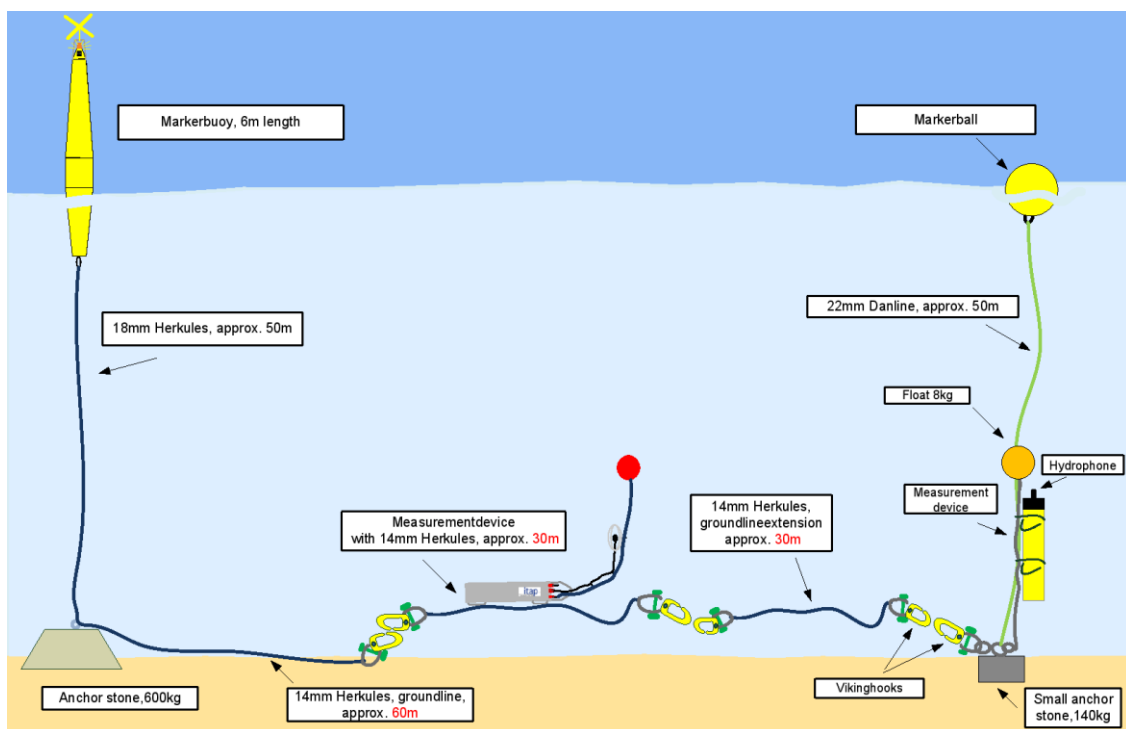 Markerbuoy, 6m length
Markerball
18mm Herkules, approx. 50m
22mm Danline, approx. 50m
Float 8kg
Hydrophone
Measurement
device
14mm Herkules,
groundlineextension
approx. 30m
Measurementdevice
with 14mm Herkules, approx. 30m
itap
Anchor stone,600kg
14mm Herkules, groundline,
approx. 60m
Vikinghooks
Small anchor
stone,140kg